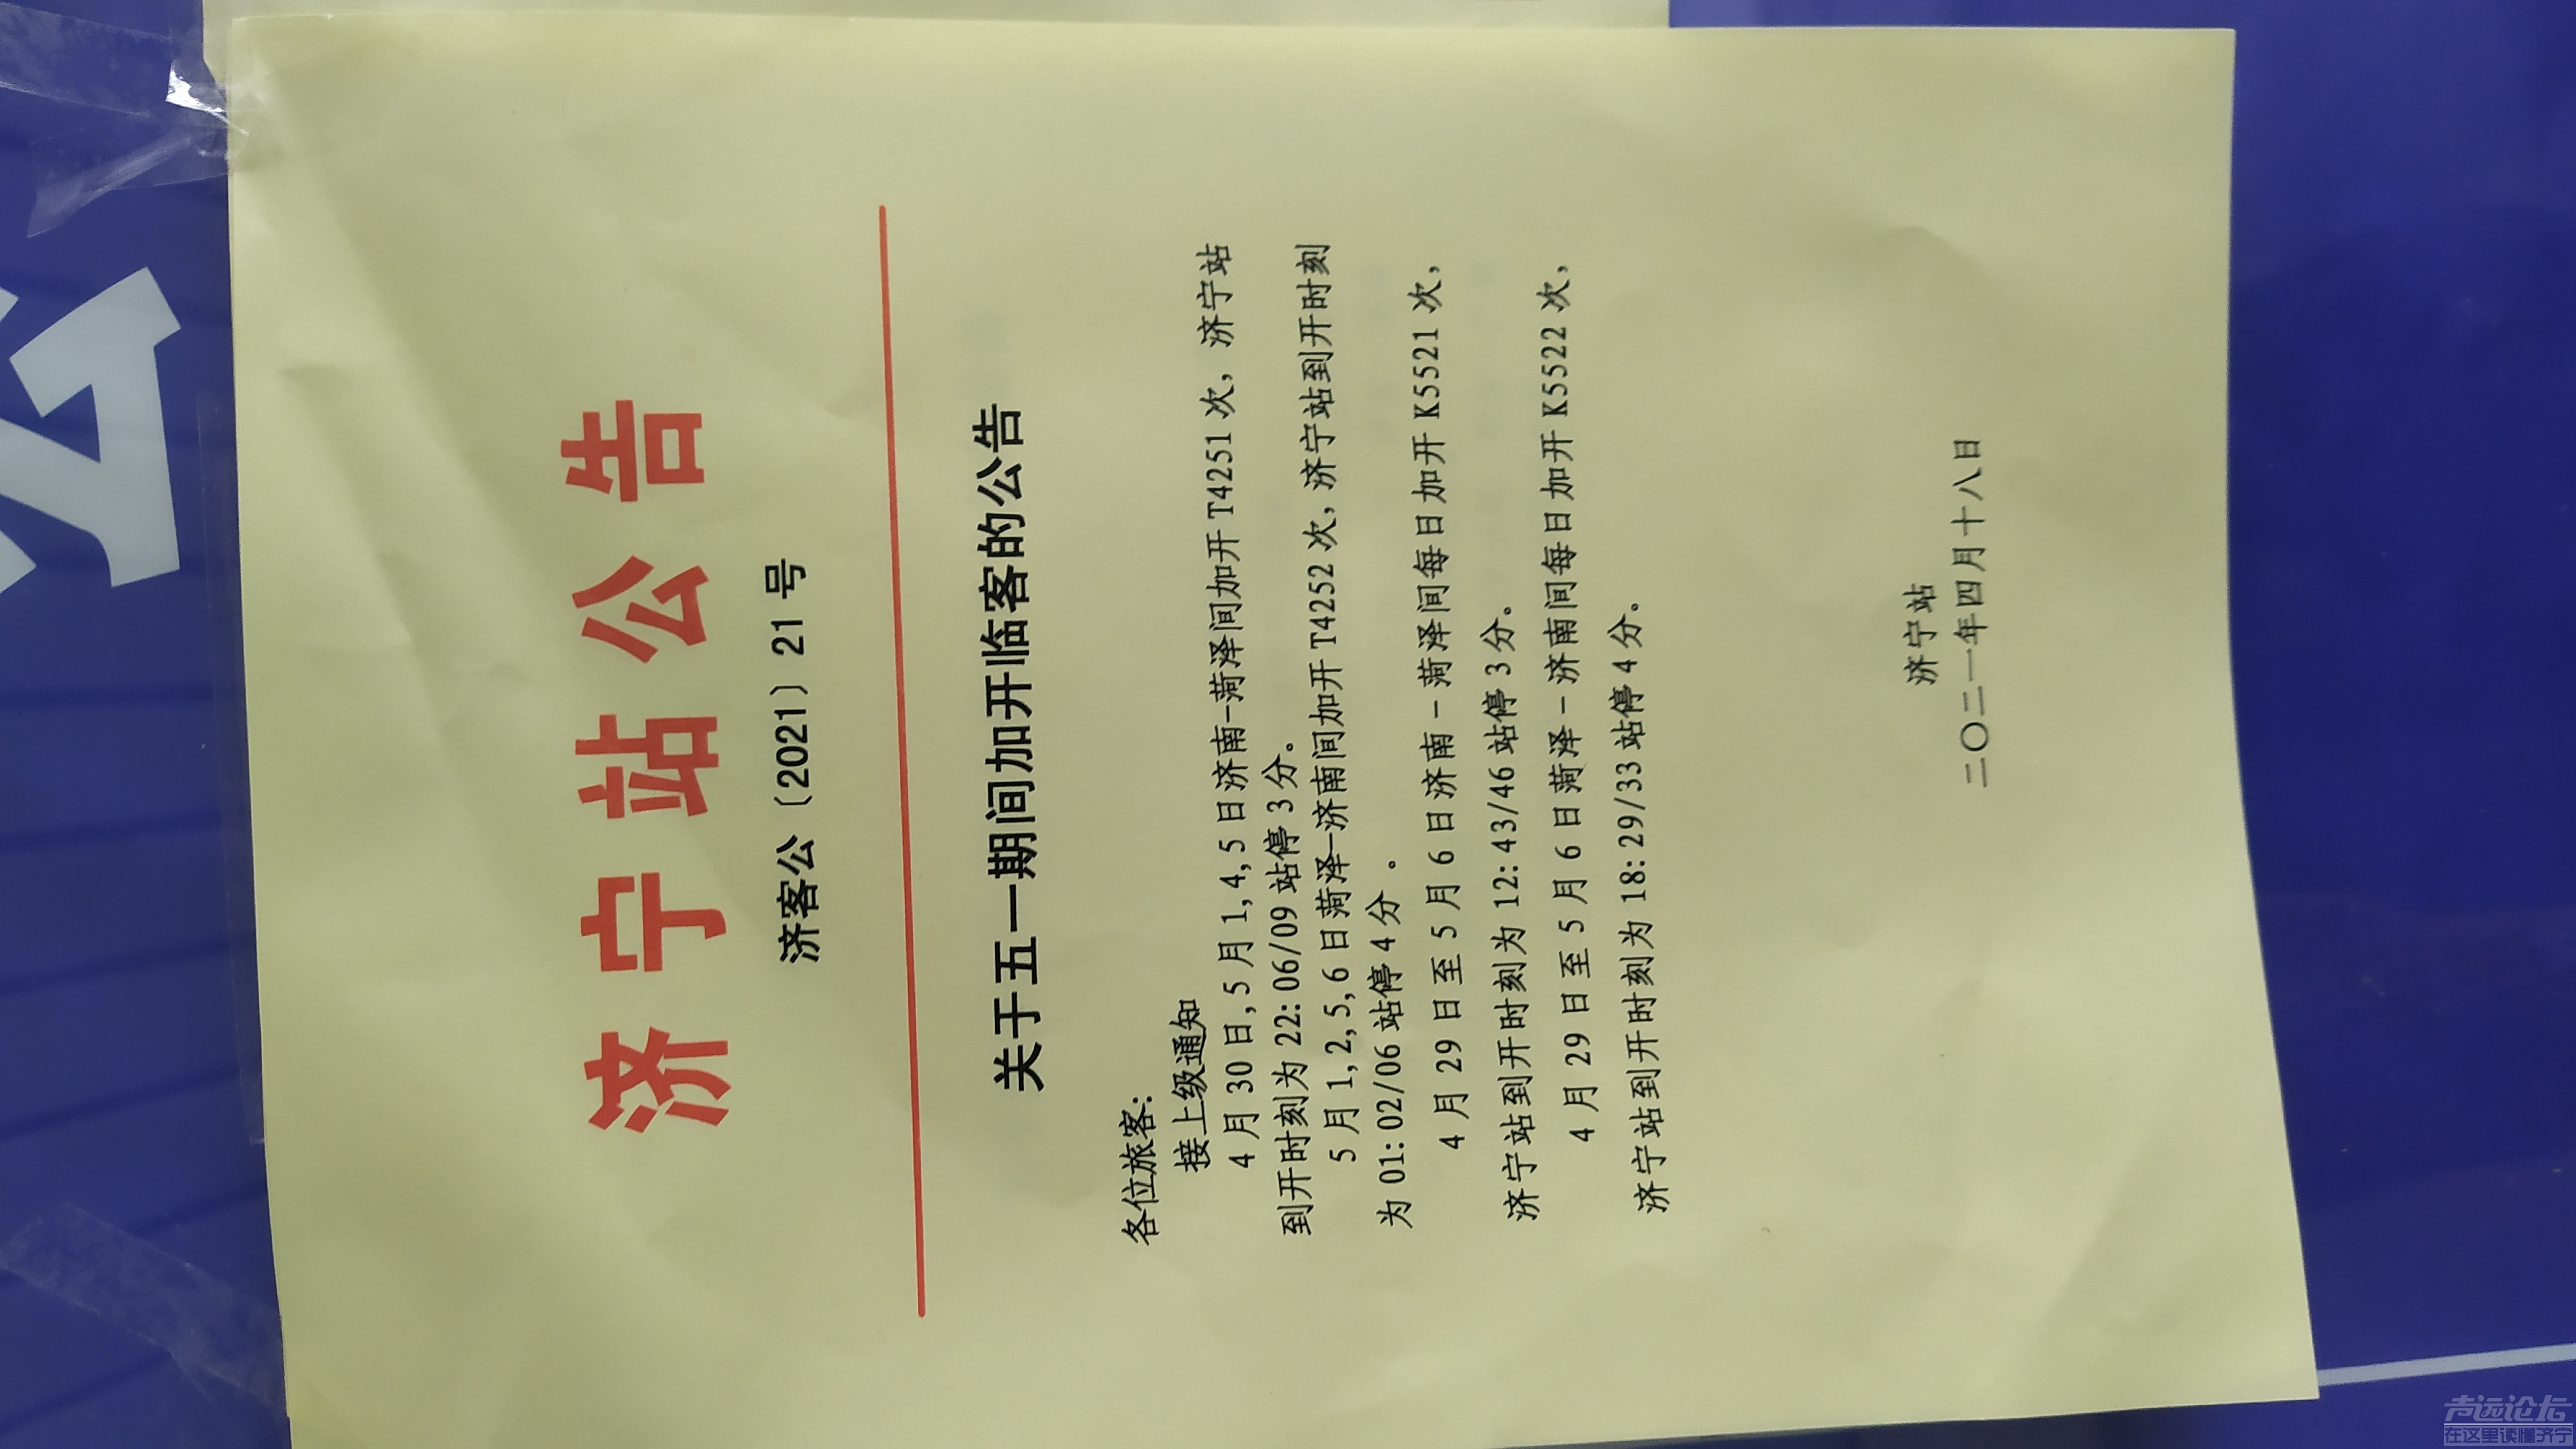 济宁站公告
济客公〔2021〕21号
关于五一期间加开临客的公告
各位旅客：
接上级通知
4月30日,5月1,4,5日济南-菏泽间加开T4251次，济宁站
到开时刻为22:06/09站停3分。
5月1,2,5,6日菏泽-济南间加开T4252次，济宁站到开时刻
为01:02/06站停4分。
4月29日至5月6日济南-菏泽间每日加开K5521次，
济宁站到开时刻为12:43/46站停3分。
4月29日至5月6日菏泽-济南间每日加开K5522次，
济宁站到开时刻为18:29/33站停4分。
济宁站
二〇二一年四月十八日
声远论坛
在这里读懂济宁